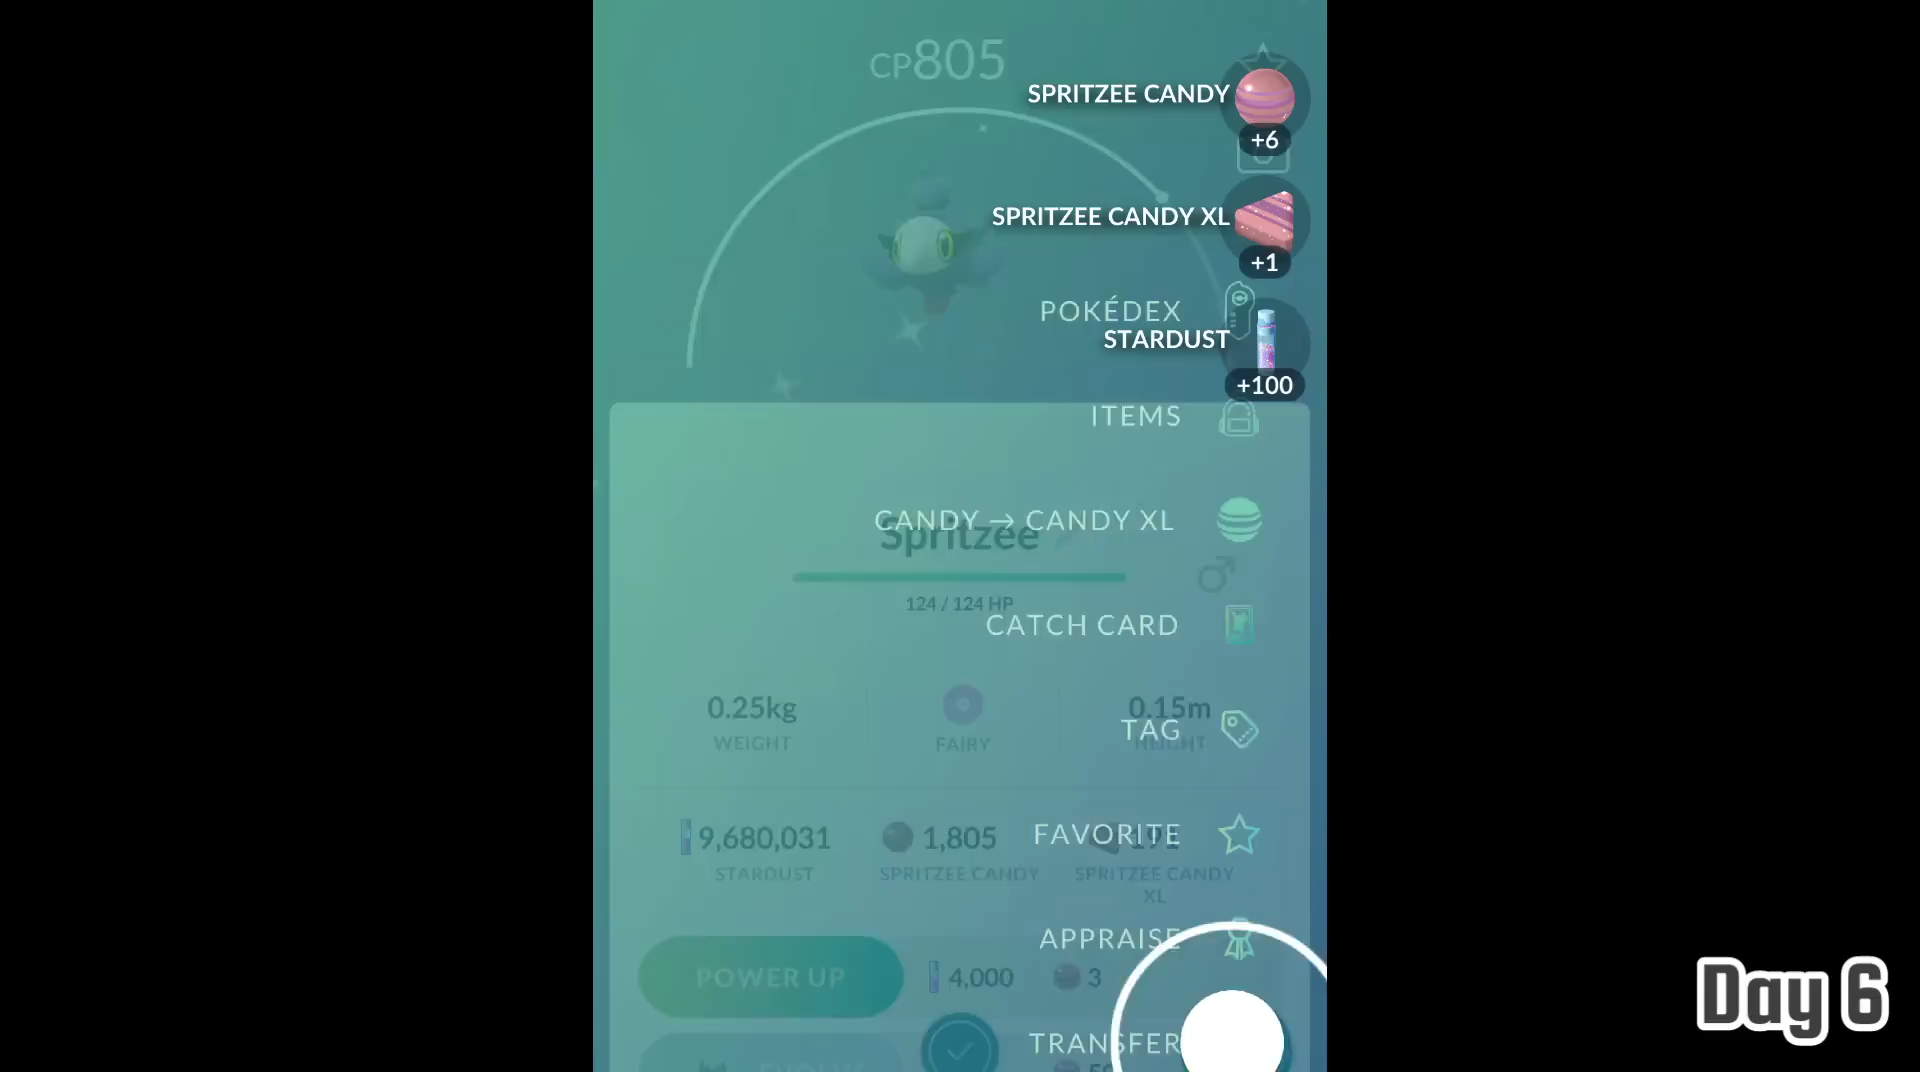 CP805
SPRITZEE CANDY
+6
SPRITZEE CANDY XL
+1
POKÉDEX
STARDUST
+100
ITEMS
CANDY → CANDY XL
Spritzee
124 / 124 HP
CATCH CARD
0.25kg
WEIGHT
FAIRY
0.15m
HEIGHT
TAG
9,680,031
STARDUST
1,805
SPRITZEE CANDY
FAVORITE
SPRITZEE CANDY
XL
APPRAISE
POWER UP
4,000
3
TRANSFER
EVOLVE
Day 6